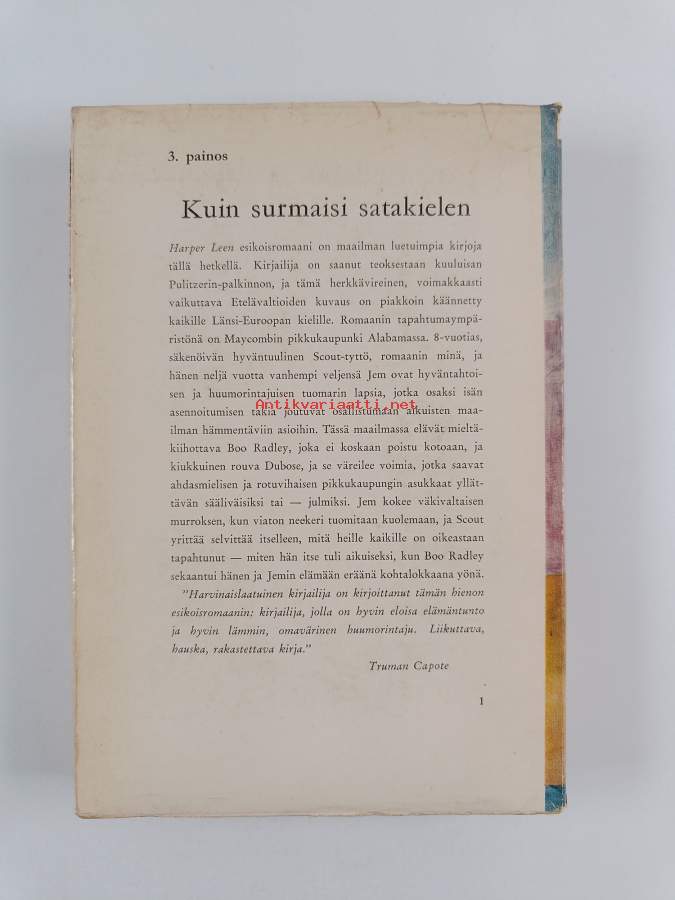 3. painos
Kuin surmaisi satakielen
Harper Leen esikoisromaani on maailman luetuimpia kirjoja
tällä hetkellä. Kirjailija on saanut teoksestaan kuuluisan
Pulitzerin-palkinnon, ja tämä herkkävireinen, voimakkaasti
vaikuttava Etelävaltioiden kuvaus on piakkoin käännetty
kaikille Länsi-Euroopan kielille. Romaanin tapahtumaympä-
ristönä on Maycombin pikkukaupunki Alabamassa. 8-vuotias,
säkenöivän hyväntuulinen Scout-tyttö, romaanin minä, ja
hänen neljä vuotta vanhempi veljensä Jem ovat hyväntahtoi-
sen ja huumorintajuisen tuomarin lapsia, jotka osaksi isän
Antikvariaatti.net
asennoitumisen takia joutuvat osallistumaan aikuisten maa-
ilman hämmentäviin asioihin. Tässä maailmassa elävät mieltä-
kiihottava Boo Radley, joka ei koskaan poistu kotoaan, ja
kiukkuinen rouva Dubose, ja se väreilee voimia, jotka saavat
ahdasmielisen ja rotuvihaisen pikkukaupungin asukkaat yllät-
tävän sääliväisiksi tai — julmiksi. Jem kokee väkivaltaisen
murroksen, kun viaton neekeri tuomitaan kuolemaan, ja Scout
yrittää selvittää itselleen, mitä heille kaikille on oikeastaan
tapahtunut — miten hän itse tuli aikuiseksi, kun Boo Radley
sekaantui hänen ja Jemin elämään eräänä kohtalokkaana yönä.
"Harvinaislaatuinen kirjailija on kirjoittanut tämän hienon
esikoisromaanin: kirjailija, jolla on hyvin eloisa elämäntunto
ja hyvin lämmin, omavärinen huumorintaju. Liikuttava,
hauska, rakastettava kirja."
Truman Capote
1